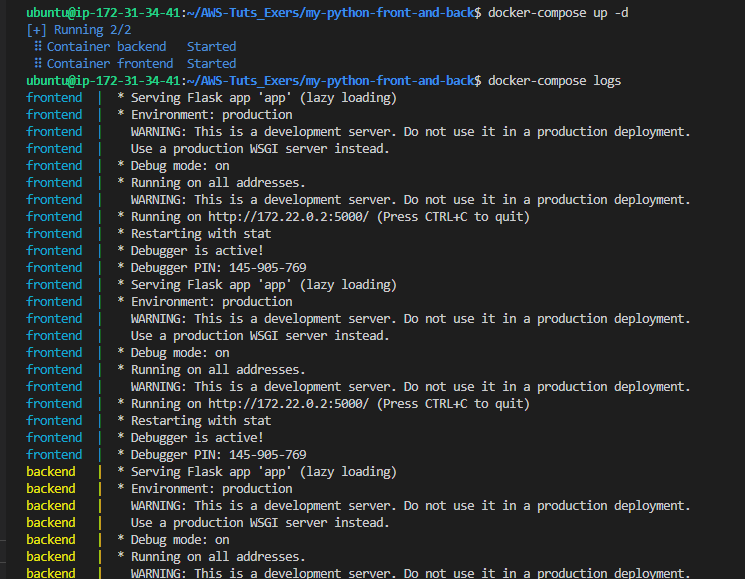 ubuntu@ip-172-31-34-41:~/AWS-Tuts_Exers/my-python-front-and-back$ docker-compose up -d
[+] Running 2/2
⠿ Container backend   Started
⠿ Container frontend  Started
ubuntu@ip-172-31-34-41:~/AWS-Tuts_Exers/my-python-front-and-back$ docker-compose logs
frontend  |  * Serving Flask app 'app' (lazy loading)
frontend  |  * Environment: production
frontend  |    WARNING: This is a development server. Do not use it in a production deployment.
frontend  |    Use a production WSGI server instead.
frontend  |  * Debug mode: on
frontend  |  * Running on all addresses.
frontend  |    WARNING: This is a development server. Do not use it in a production deployment.
frontend  |  * Running on http://172.22.0.2:5000/ (Press CTRL+C to quit)
frontend  |  * Restarting with stat
frontend  |  * Debugger is active!
frontend  |  * Debugger PIN: 145-905-769
frontend  |  * Serving Flask app 'app' (lazy loading)
frontend  |  * Environment: production
frontend  |    WARNING: This is a development server. Do not use it in a production deployment.
frontend  |    Use a production WSGI server instead.
frontend  |  * Debug mode: on
frontend  |  * Running on all addresses.
frontend  |    WARNING: This is a development server. Do not use it in a production deployment.
frontend  |  * Running on http://172.22.0.2:5000/ (Press CTRL+C to quit)
frontend  |  * Restarting with stat
frontend  |  * Debugger is active!
frontend  |  * Debugger PIN: 145-905-769
backend   |  * Serving Flask app 'app' (lazy loading)
backend   |  * Environment: production
backend   |    WARNING: This is a development server. Do not use it in a production deployment.
backend   |    Use a production WSGI server instead.
backend   |  * Debug mode: on
backend   |  * Running on all addresses.
backend   |    WARNING: This is a development server. Do not use it in a production deployment.